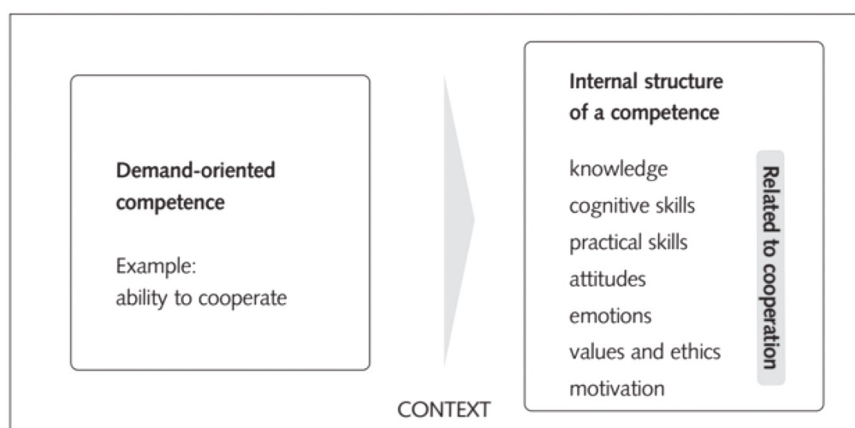 Demand-oriented
competence
Example:
ability to cooperate
CONTEXT
Internal structure
of a competence
knowledge
cognitive skills
practical skills
attitudes
emotions
values and ethics
motivation
Related to cooperation